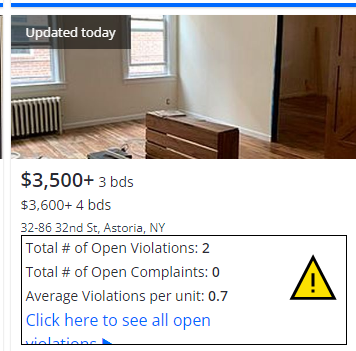 Updated today
$3,500+ 3 bds
$3,600+ 4 bds
32-86 32nd St, Astoria, NY
Total # of Open Violations: 2
Total # of Open Complaints: 0
Average Violations per unit: 0.7
Click here to see all open
violations ▶